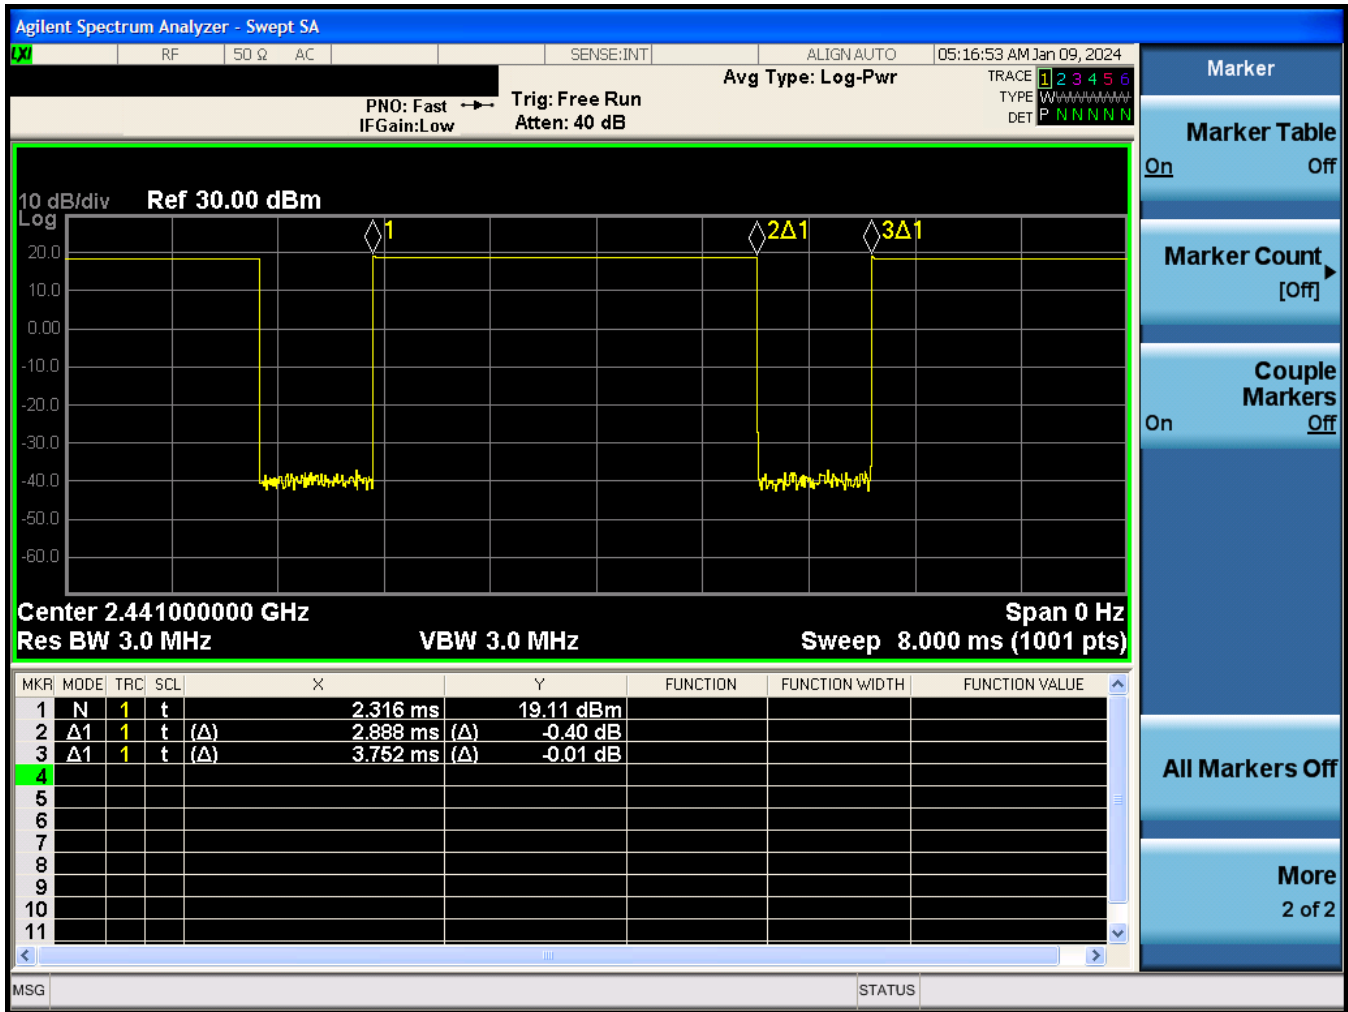 Agilent Spectrum Analyzer - Swept SA
LXI RF 50 Ω AC SENSE:INT ALIGN AUTO 05:16:53 AM Jan 09, 2024
PNO: Fast
IFGain:Low
Trig: Free Run
Atten: 40 dB
Avg Type: Log-Pwr
TRACE 1 2 3 4 5 6
TYPE W
DET P N N N N N
10 dB/div Ref 30.00 dBm
Log
1 2Δ1 3Δ1
20.0
10.0
0.00
-10.0
-20.0
-30.0
-40.0
-50.0
-60.0
Center 2.441000000 GHz Span 0 Hz
Res BW 3.0 MHz VBW 3.0 MHz Sweep 8.000 ms (1001 pts)
MKR MODE TRC SCL X Y FUNCTION FUNCTION WIDTH FUNCTION VALUE
1 N 1 t 2.316 ms 19.11 dBm
2 Δ1 1 t (Δ) 2.888 ms (Δ) -0.40 dB
3 Δ1 1 t (Δ) 3.752 ms (Δ) -0.01 dB
4
5
6
7
8
9
10
11
MSG STATUS
Marker
Marker Table
On Off
Marker Count
[Off]
Couple
Markers
On Off
All Markers Off
More
2 of 2